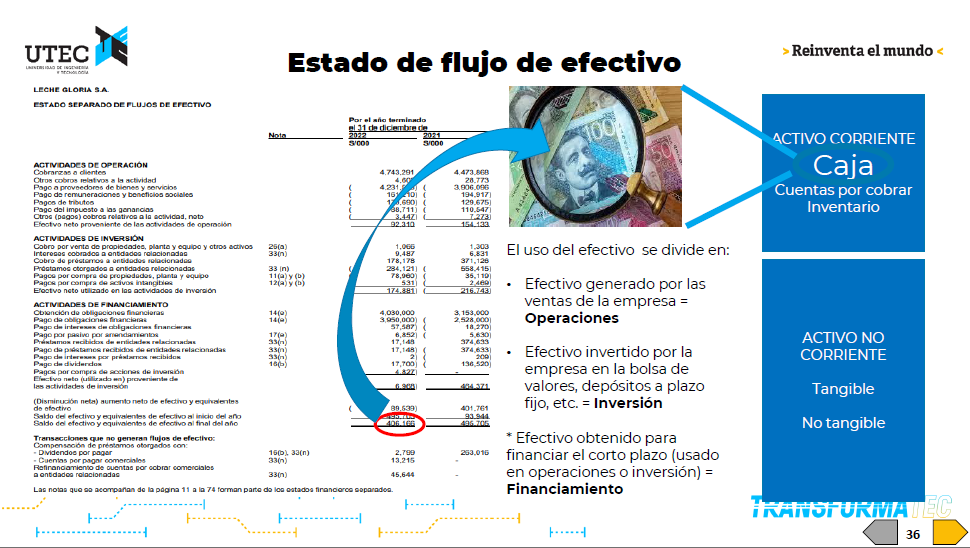 UTEC
UNIVERSIDAD DE INGENIERÍA
Y TECNOLOGÍA
Estado de flujo de efectivo
> Reinventa el mundo <
LECHE GLORIA S.A.
ESTADO SEPARADO DE FLUJOS DE EFECTIVO
Por el año terminado
el 31 de diciembre de
Nota 2022 2021
S/000 S/000
ACTIVIDADES DE OPERACIÓN
Cobranzas a clientes 4,743,291 4,473,868
Otros cobros relativos a la actividad 28,773
Pago a proveedores de bienes y servicios ( ( 3,906,096)
Pago de remuneraciones y beneficios sociales ( ( 194,917)
Pagos de tributos ( ( 129,675)
Pago del impuesto a las ganancias ( ( 110,547)
Otros (pagos) cobros relativos a la actividad, neto ( 3,447) ( 7,273)
Efectivo neto proveniente de las actividades de operación 92,310 154,133
ACTIVIDADES DE INVERSIÓN
Cobro por venta de propiedades, planta y equipo y otros activos 26(a) 1,966 1,303
Intereses cobrados a entidades relacionadas 33(n) 9,487 6,831
Cobro de préstamos a entidades relacionadas 178,178 371,126
Préstamos otorgados a entidades relacionadas 33 (n) ( 284,121) ( 558,415)
Pagos por compra de propiedades, planta y equipo 11(a) y (b) ( 78,960) ( 35,119)
Pagos por compra de activos intangibles 12(a) y (b) ( 531) ( 2,469)
Efectivo neto utilizado en las actividades de inversión ( 174,881) ( 216,743)
ACTIVIDADES DE FINANCIAMIENTO
Obtención de obligaciones financieras 14(e) 4,030,000 3,153,000
Pago de obligaciones financieras 14(e) ( 3,950,000) ( 2,528,000)
Pago de intereses de obligaciones financieras ( 57,587) ( 18,270)
Pago por pasivo por arrendamientos 17(e) ( 6,852) ( 5,630)
Préstamos recibidos de entidades relacionadas 33(n) 17,148 374,633
Pago de préstamos recibidos de entidades relacionadas 33(n) ( 17,148) ( 374,633)
Pago de intereses por préstamos recibidos 33(n) ( 2) ( 209)
Pago de dividendos 16(b) ( 17,700) ( 136,520)
Pagos por compra de acciones de inversión 4,827 -
Efectivo neto (utilizado en) proveniente de
las actividades de inversión 6,968 464,371
(Disminución neta) aumento neto de efectivo y equivalentes
de efectivo ( 89,539) 401,761
Saldo del efectivo y equivalentes de efectivo al inicio del año 495,705 93,944
Saldo del efectivo y equivalentes de efectivo al final del año 406,166 495,705
Transacciones que no generan flujos de efectivo:
Compensación de préstamos otorgados con:
- Dividendos por pagar 16(b), 33(n) 2,799 263,016
- Cuentas por pagar comerciales 33(n) 13,215 -
Refinanciamiento de cuentas por cobrar comerciales
a entidades relacionadas 33(n) 45,644 -
Las notas que se acompañan de la página 11 a la 74 forman parte de los estados financieros separados.
100
El uso del efectivo se divide en:
• Efectivo generado por las
ventas de la empresa =
Operaciones
• Efectivo invertido por la
empresa en la bolsa de
valores, depósitos a plazo
fijo, etc. = Inversión
* Efectivo obtenido para
financiar el corto plazo (usado
en operaciones o inversión) =
Financiamiento
ACTIVO CORRIENTE
Caja
Cuentas por cobrar
Inventario
ACTIVO NO
CORRIENTE
Tangible
No tangible
TRANSFORMATEC
36